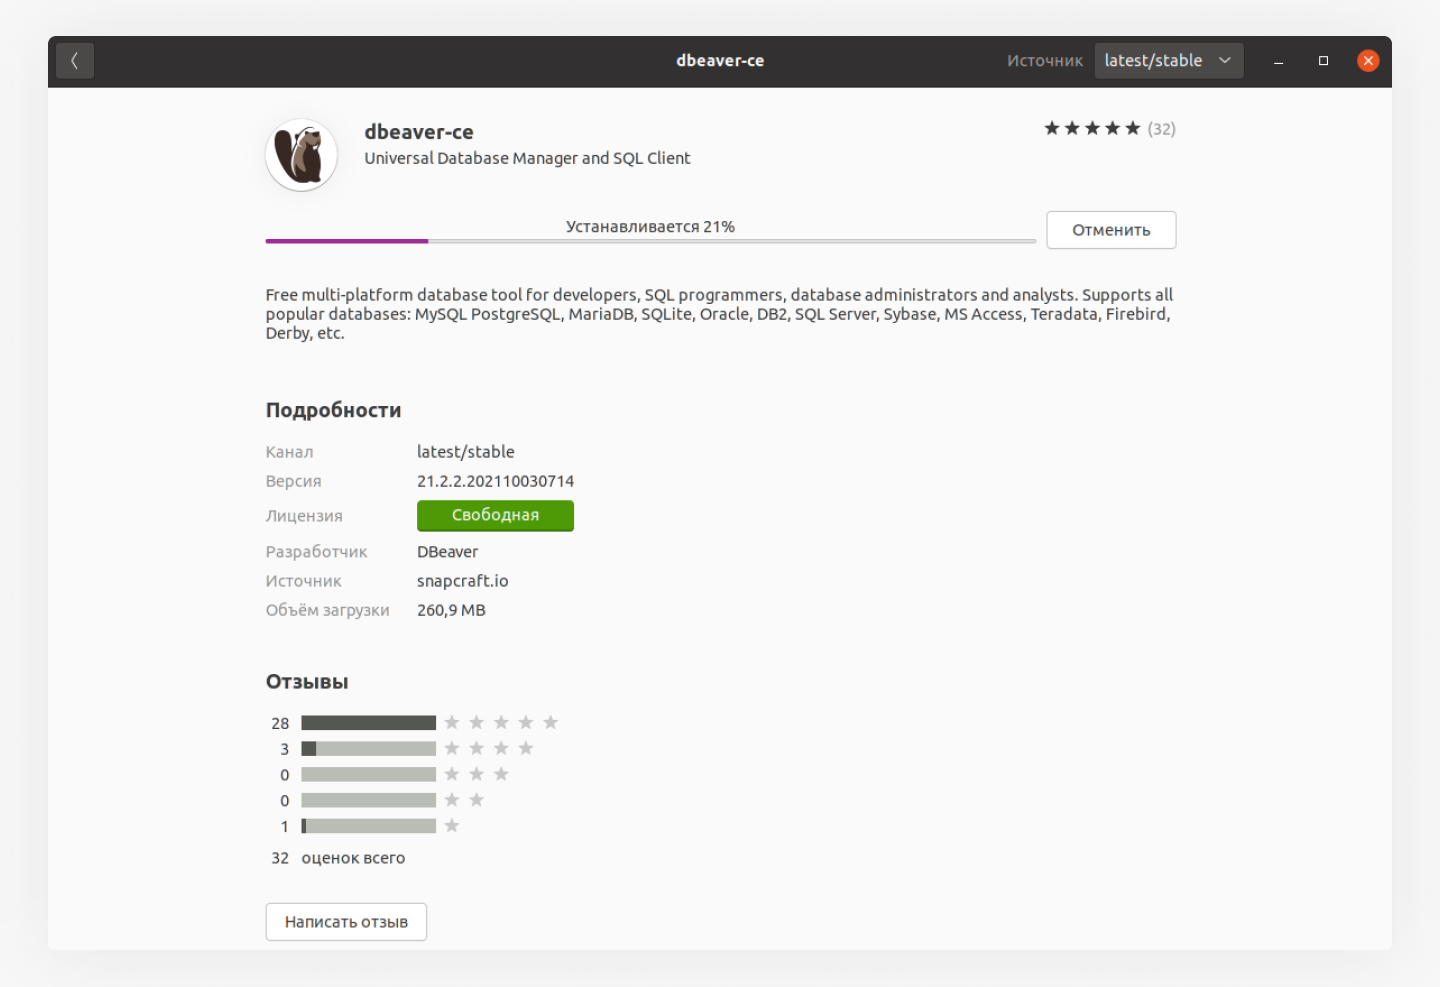 dbeaver-ce
Источник
latest/stable
dbeaver-ce
(32)
Universal Database Manager and SQL Client
Устанавливается 21%
Отменить
Free multi-platform database tool for developers, SQL programmers, database administrators and analysts. Supports all
popular databases: MySQL PostgreSQL, MariaDB, SQLite, Oracle, DB2, SQL Server, Sybase, MS Access, Teradata, Firebird,
Derby, etc.
Подробности
Канал latest/stable
Версия 21.2.2.202110030714
Лицензия Свободная
Разработчик DBeaver
Источник snapcraft.io
Объём загрузки 260,9 MB
Отзывы
28
3
0
0
1
32 оценок всего
Написать отзыв